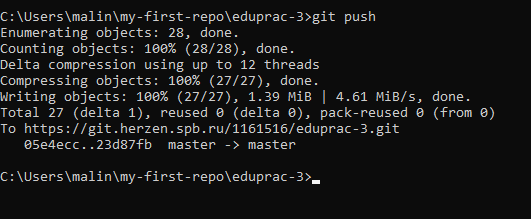 C:\Users\malin\my-first-repo\eduprac-3>git push
Enumerating objects: 28, done.
Counting objects: 100% (28/28), done.
Delta compression using up to 12 threads
Compressing objects: 100% (27/27), done.
Writing objects: 100% (27/27), 1.39 MiB | 4.61 MiB/s, done.
Total 27 (delta 1), reused 0 (delta 0), pack-reused 0 (from 0)
To https://git.herzen.spb.ru/1161516/eduprac-3.git
   05e4ecc..23d87fb  master -> master
C:\Users\malin\my-first-repo\eduprac-3>